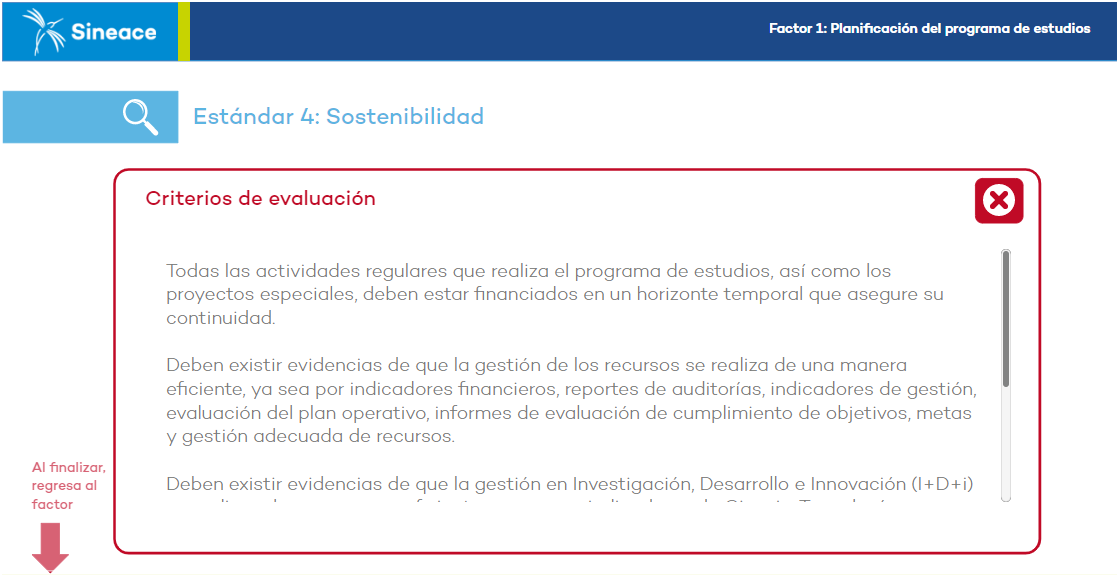 Sineace
Factor 1: Planificación del programa de estudios
Estándar 4: Sostenibilidad
Criterios de evaluación
Todas las actividades regulares que realiza el programa de estudios, así como los
proyectos especiales, deben estar financiados en un horizonte temporal que asegure su
continuidad.
Deben existir evidencias de que la gestión de los recursos se realiza de una manera
eficiente, ya sea por indicadores financieros, reportes de auditorías, indicadores de gestión,
evaluación del plan operativo, informes de evaluación de cumplimiento de objetivos, metas
y gestión adecuada de recursos.
Deben existir evidencias de que la gestión en Investigación, Desarrollo e Innovación (I+D+i)
Al finalizar,
regresa al
factor